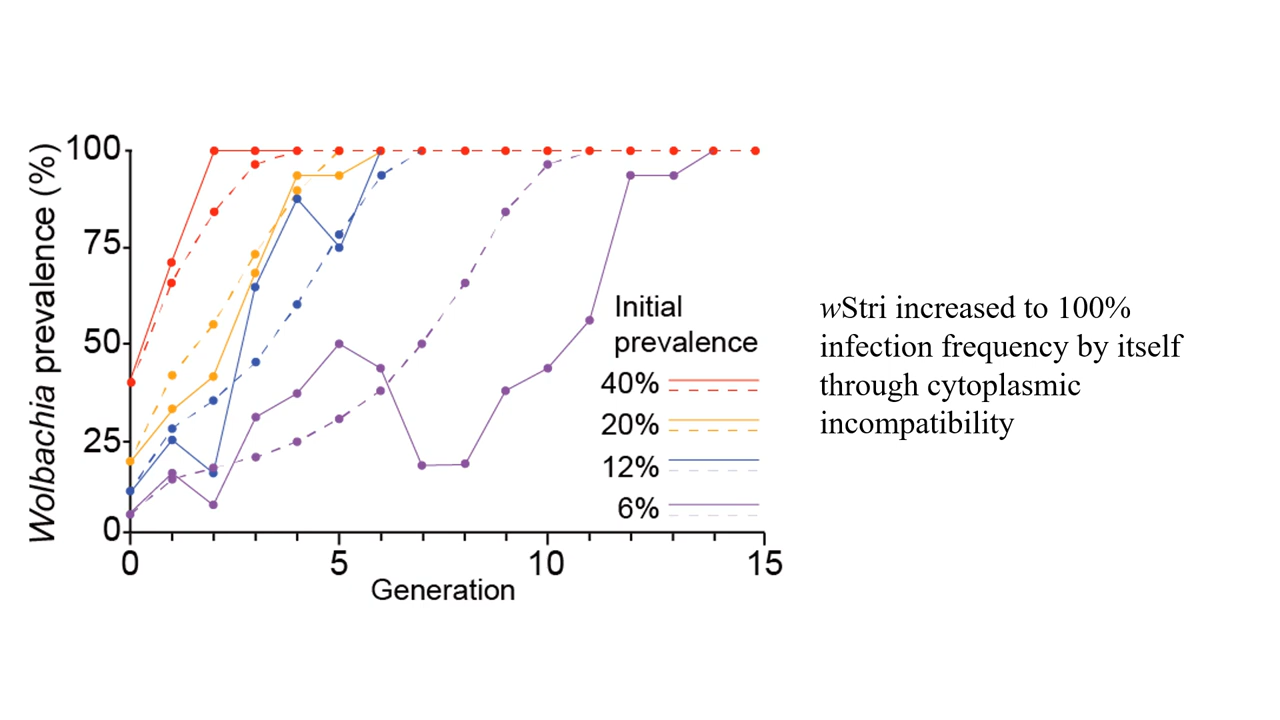 100
75
50
25
0
Wolbachia prevalence (%)
0 5 10 15
Generation
Initial
prevalence
40%
20%
12%
6%
wStri increased to 100%
infection frequency by itself
through cytoplasmic
incompatibility